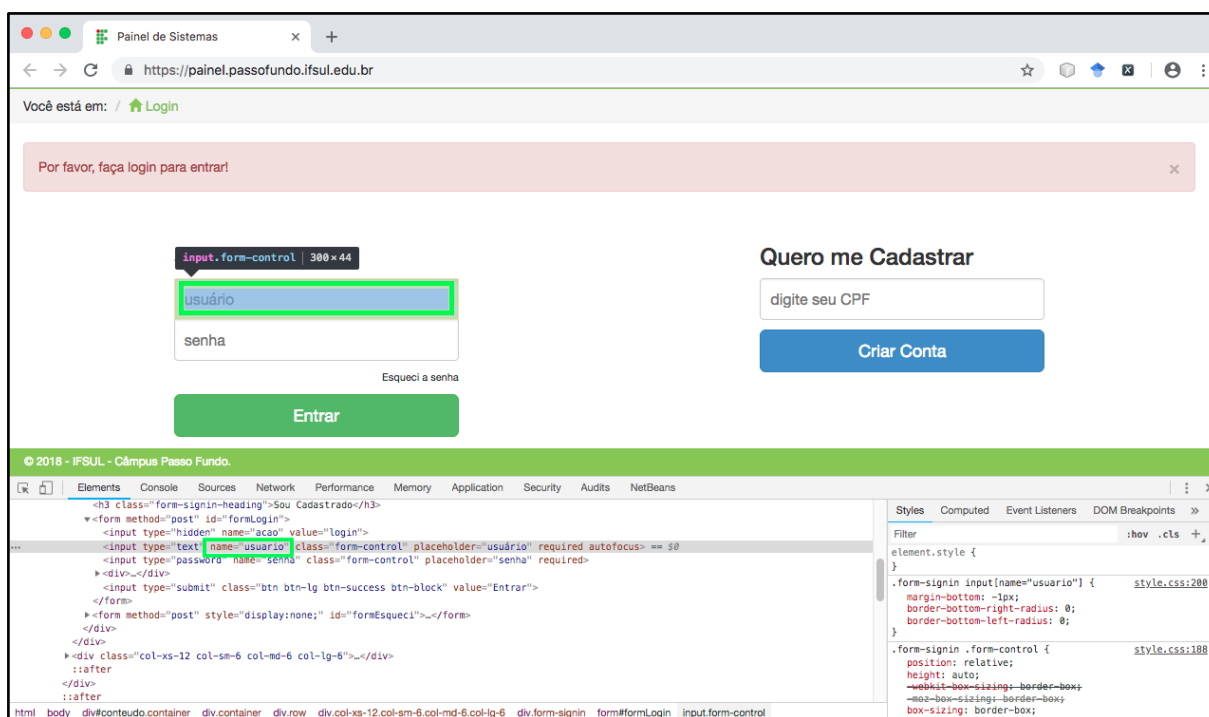 Painel de Sistemas
https://painel.passofundo.ifsul.edu.br
Você está em: / Login
Por favor, faça login para entrar!
input.form-control | 300×44
usuário
senha
Esqueci a senha
Entrar
Quero me Cadastrar
digite seu CPF
Criar Conta
© 2018 - IFSUL - Câmpus Passo Fundo.
Elements Console Sources Network Performance Memory Application Security Audits NetBeans
<h3 class="form-signin-heading">Sou Cadastrado</h3>
▼<form method="post" id="formLogin">
<input type="hidden" name="acao" value="login">
... <input type="text" name="usuario" class="form-control" placeholder="usuário" required autofocus> == $0
<input type="password" name="senha" class="form-control" placeholder="senha" required>
▶<div>…</div>
<input type="submit" class="btn btn-lg btn-success btn-block" value="Entrar">
</form>
▶<form method="post" style="display:none;" id="formEsqueci">…</form>
</div>
</div>
▶<div class="col-xs-12 col-sm-6 col-md-6 col-lg-6">…</div>
::after
</div>
::after
html body div#conteudo.container div.container div.row div.col-xs-12.col-sm-6.col-md-6.col-lg-6 div.form-signin form#formLogin input.form-control
Styles Computed Event Listeners DOM Breakpoints »
Filter :hov .cls +
element.style {
}
.form-signin input[name="usuario"] { style.css:200
margin-bottom: -1px;
border-bottom-right-radius: 0;
border-bottom-left-radius: 0;
}
.form-signin .form-control { style.css:188
position: relative;
height: auto;
-webkit-box-sizing: border-box;
-moz-box-sizing: border-box;
box-sizing: border-box;